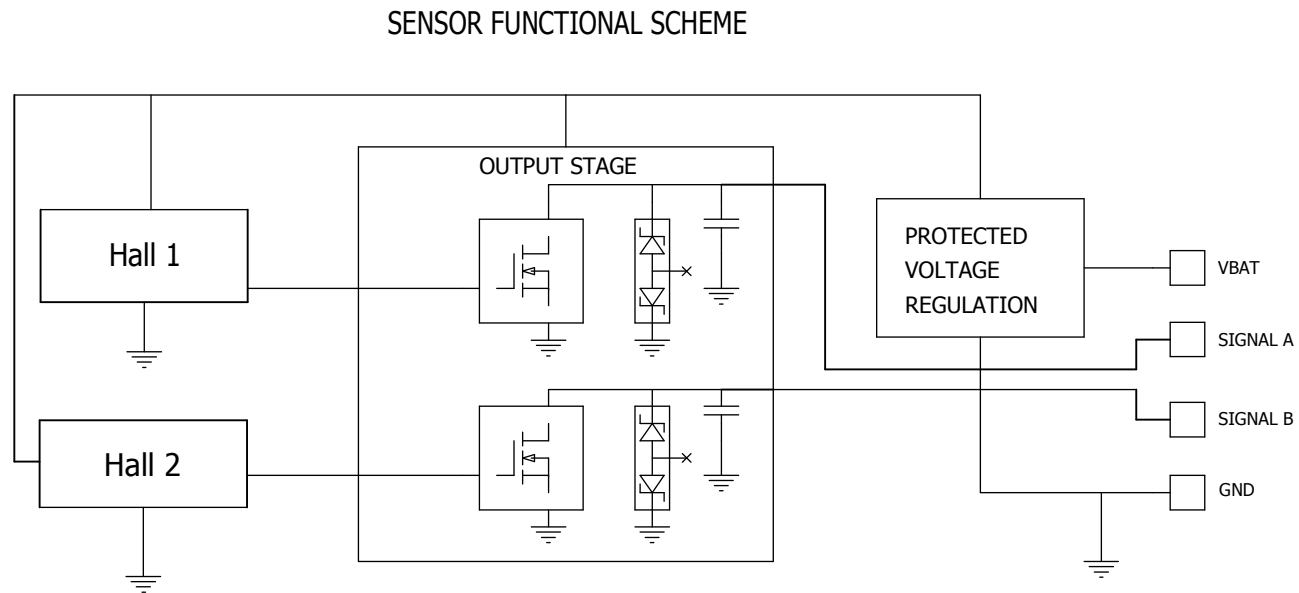 SENSOR FUNCTIONAL SCHEME
OUTPUT STAGE
Hall 1
PROTECTED
VOLTAGE
REGULATION
VBAT
SIGNAL A
SIGNAL B
Hall 2
GND